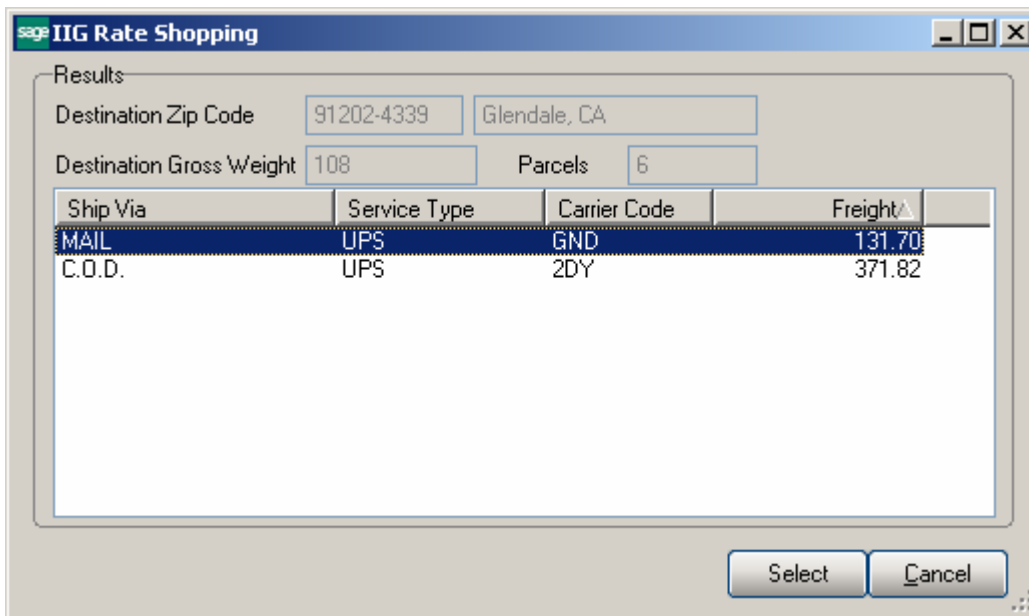 sage IIG Rate Shopping
Results
Destination Zip Code 91202-4339 Glendale, CA
Destination Gross Weight 108 Parcels 6
Ship Via Service Type Carrier Code Freight
MAIL UPS GND 131.70
C.O.D. UPS 2DY 371.82
Select Cancel